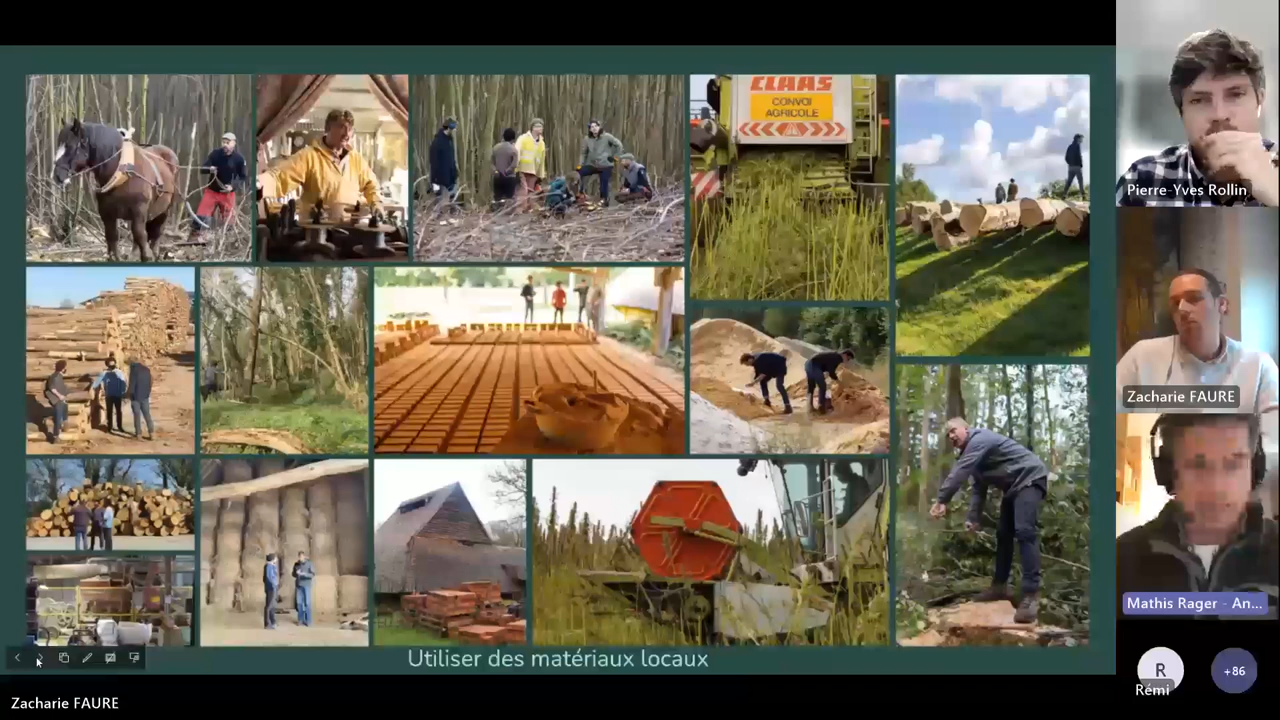 CLAAS
CONVOI
AGRICOLE
Utiliser des matériaux locaux
Zacharie FAURE
Pierre-Yves Rollin
Zacharie FAURE
Mathis Rager - An...
R
Rémi
+86